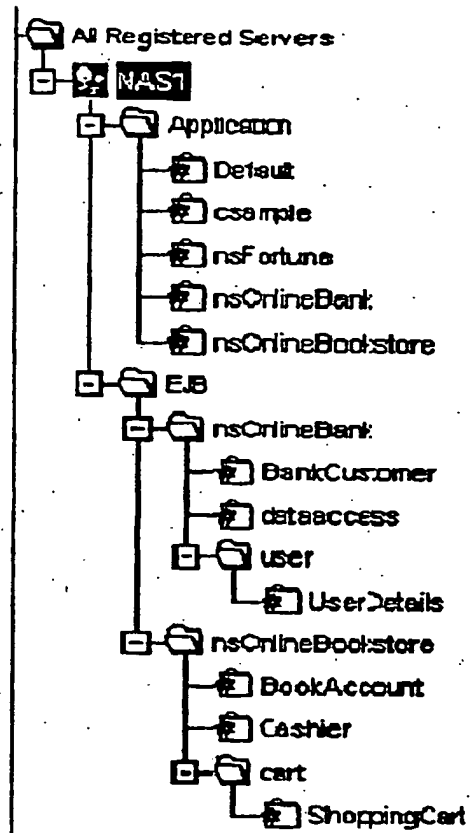 All Registered Servers
NAS1
Application
Default
csample
nsFortune
nsOnlineBank
nsOnlineBookstore
EJB
nsOnlineBank
BankCustomer
dataaccess
user
UserDetails
nsOnlineBookstore
BookAccount
Cashier
cart
ShoppingCart